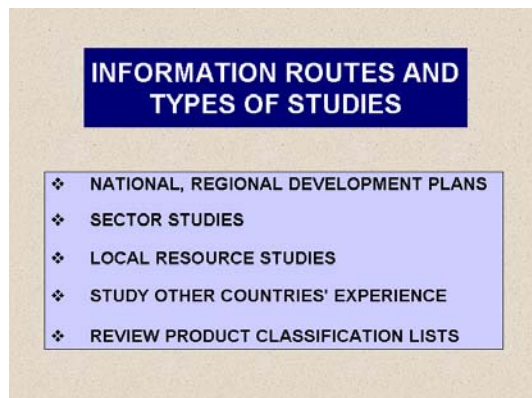 INFORMATION ROUTES AND
TYPES OF STUDIES
❖ NATIONAL, REGIONAL DEVELOPMENT PLANS
❖ SECTOR STUDIES
❖ LOCAL RESOURCE STUDIES
❖ STUDY OTHER COUNTRIES' EXPERIENCE
❖ REVIEW PRODUCT CLASSIFICATION LISTS